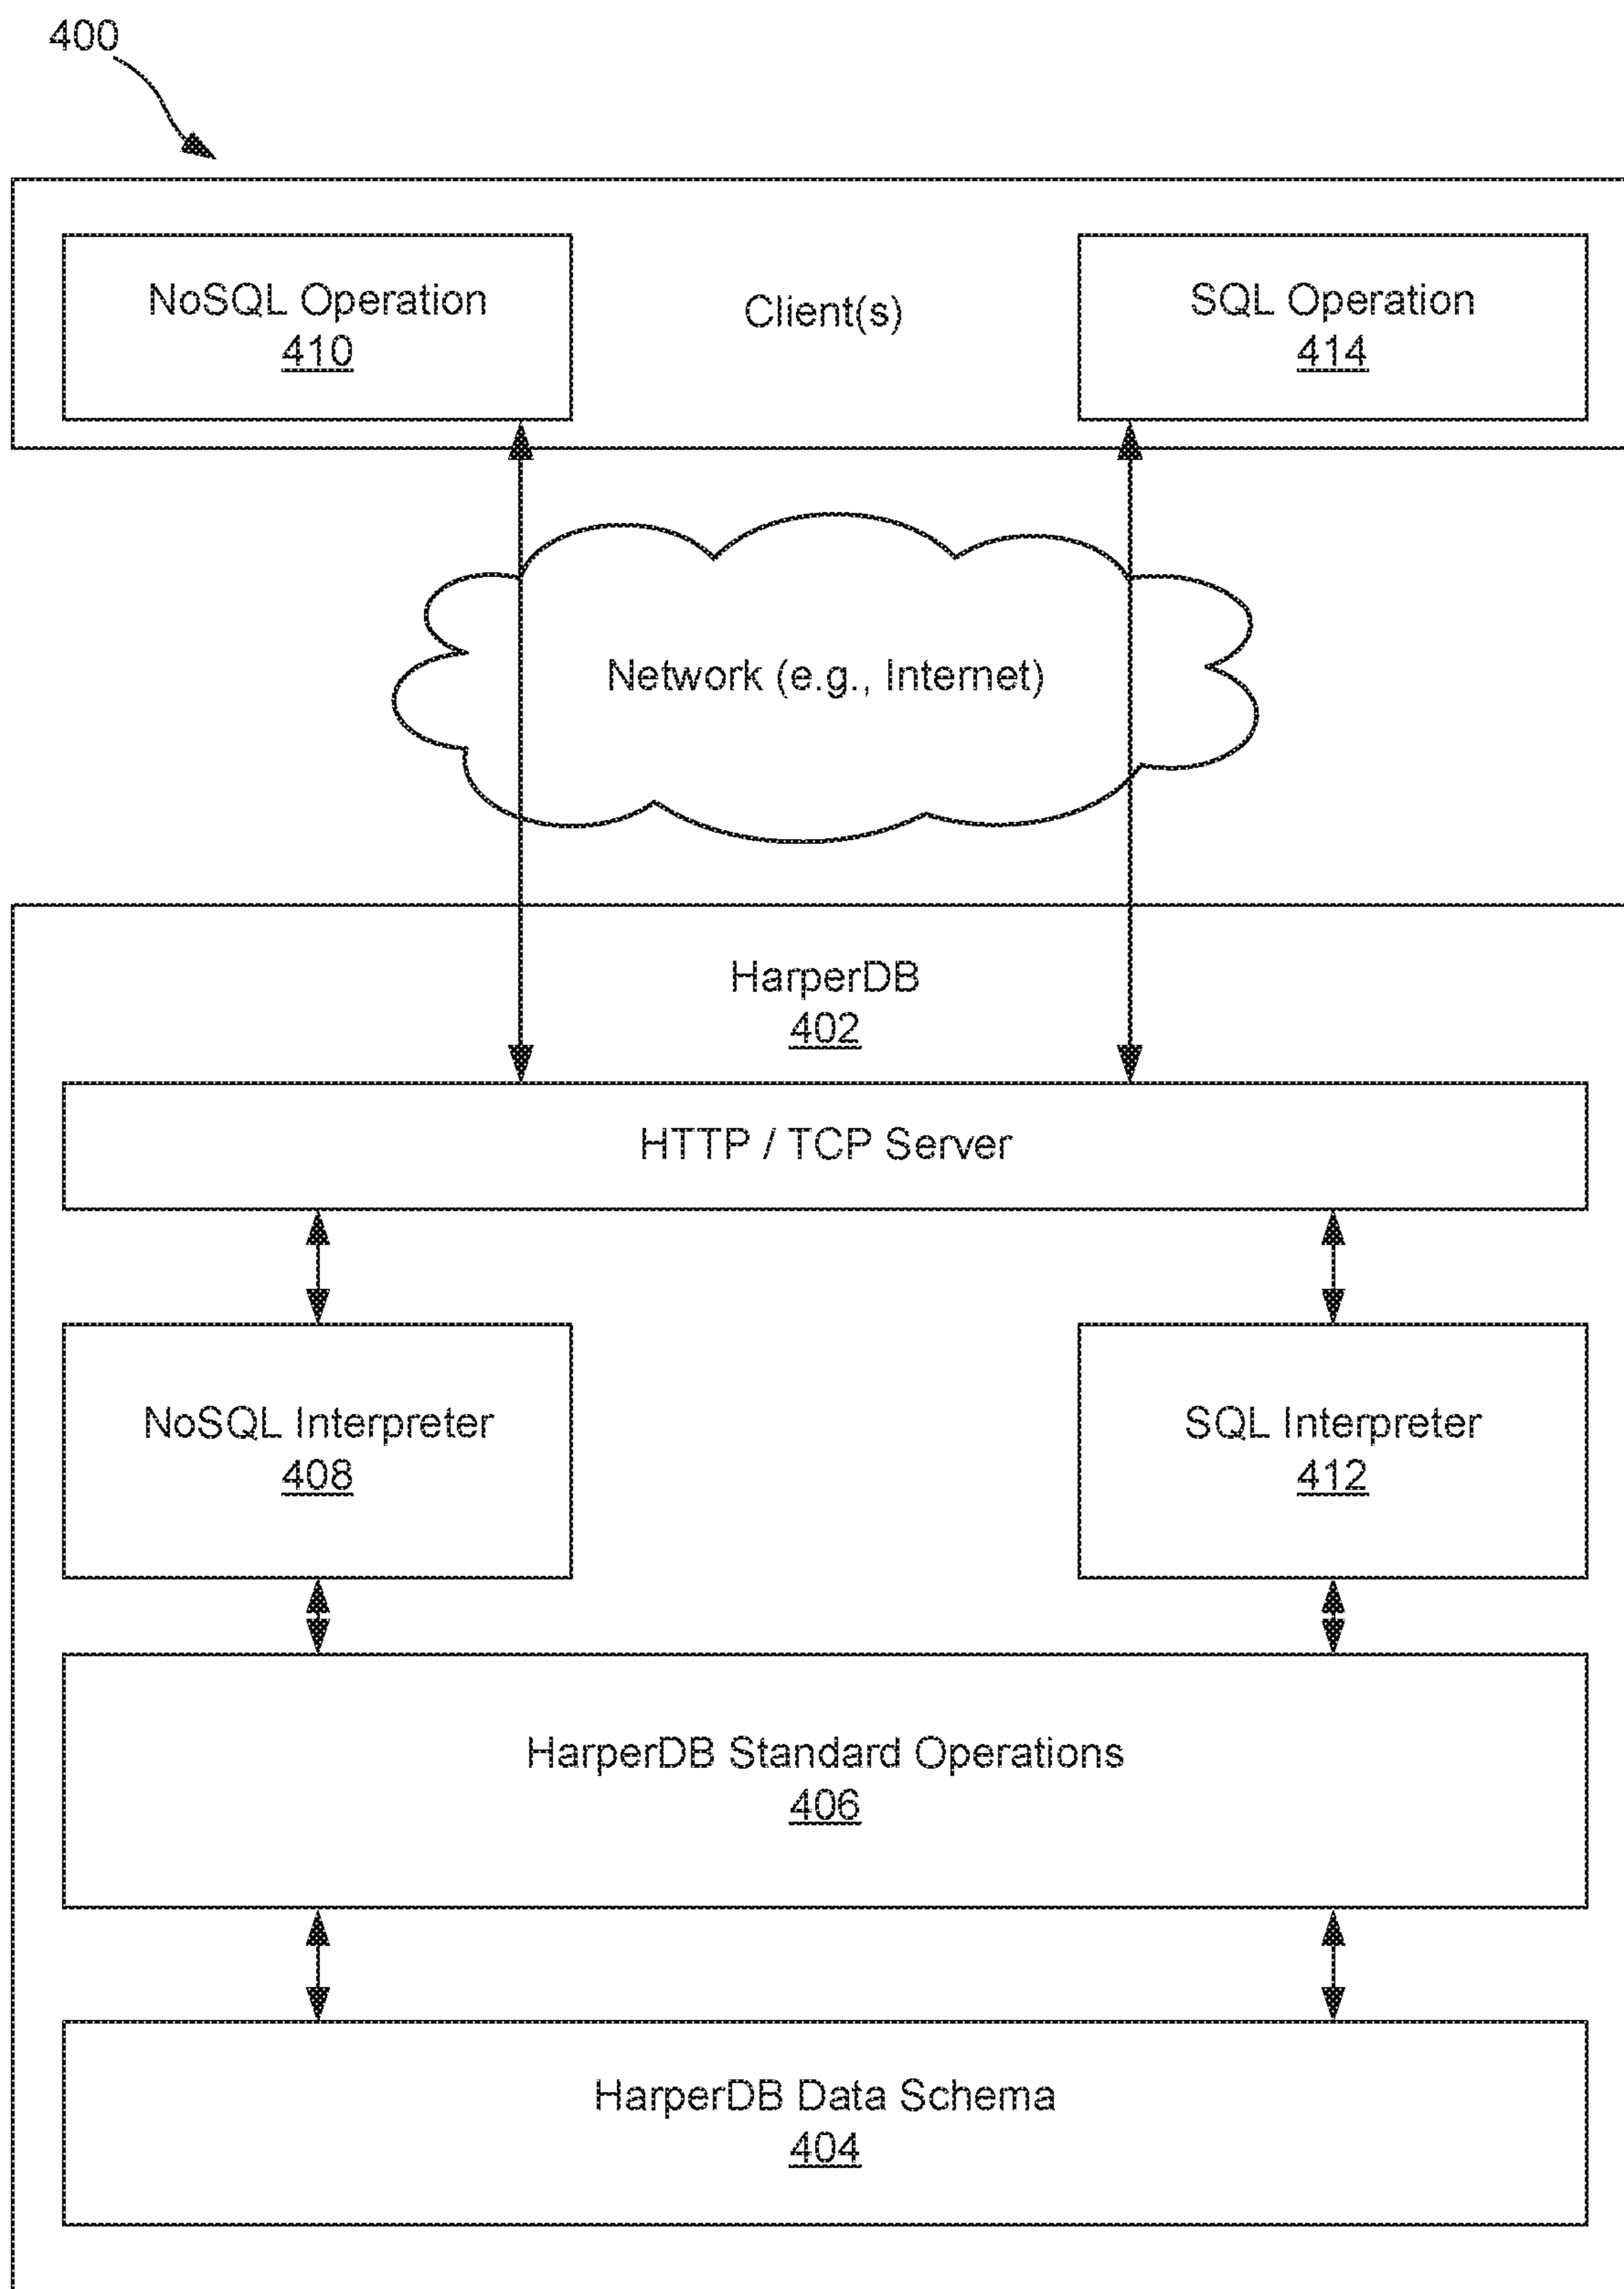 400
NoSQL Operation
410
Client(s)
SQL Operation
414
Network (e.g., Internet)
HarperDB
402
HTTP / TCP Server
NoSQL Interpreter
408
SQL Interpreter
412
HarperDB Standard Operations
406
HarperDB Data Schema
404